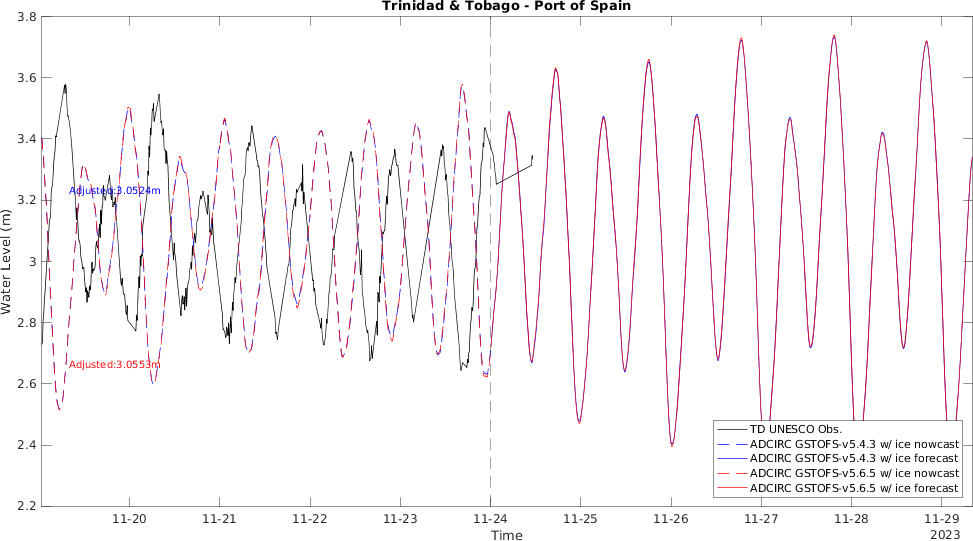 Trinidad & Tobago - Port of Spain
3.8
3.6
3.4
3.2
3
2.8
2.6
2.4
2.2
Water Level (m)
Adjusted:3.0524m
Adjusted:3.0553m
TD UNESCO Obs.
ADCIRC GSTOFS-v5.4.3 w/ ice nowcast
ADCIRC GSTOFS-v5.4.3 w/ ice forecast
ADCIRC GSTOFS-v5.6.5 w/ ice nowcast
ADCIRC GSTOFS-v5.6.5 w/ ice forecast
11-20 11-21 11-22 11-23 11-24 11-25 11-26 11-27 11-28 11-29
2023
Time